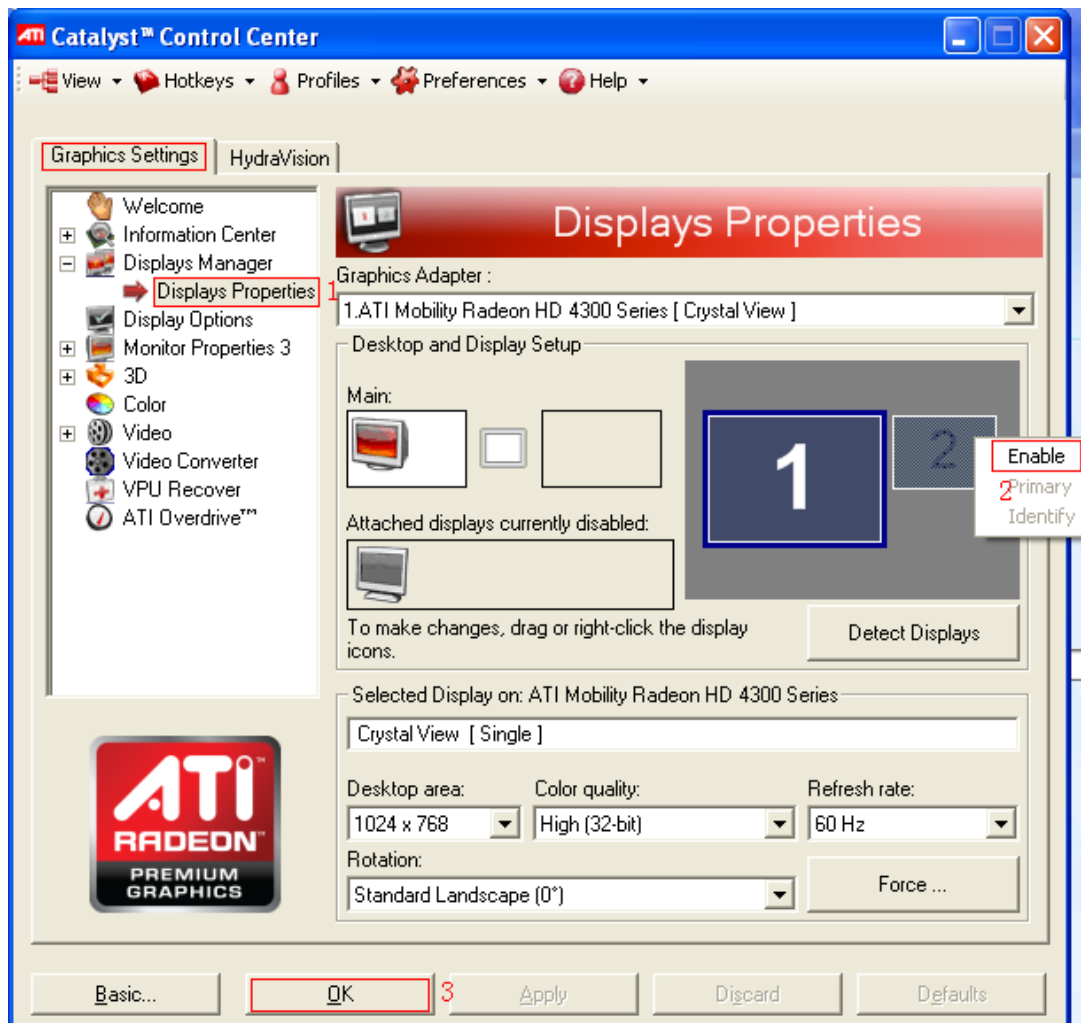 ATI Catalyst™ Control Center
View Hotkeys Profiles Preferences Help
Graphics Settings HydraVision
Welcome
Information Center
Displays Manager
Displays Properties 1
Display Options
Monitor Properties 3
3D
Color
Video
Video Converter
VPU Recover
ATI Overdrive™
Displays Properties
Graphics Adapter :
1.ATI Mobility Radeon HD 4300 Series [ Crystal View ]
Desktop and Display Setup
Main:
1
2
Enable
2 Primary
Identify
Attached displays currently disabled:
To make changes, drag or right-click the display
icons.
Detect Displays
Selected Display on: ATI Mobility Radeon HD 4300 Series
Crystal View [ Single ]
Desktop area: Color quality: Refresh rate:
1024 x 768 High (32-bit) 60 Hz
Rotation:
Standard Landscape (0°)
Force ...
ATI™
RADEON™
PREMIUM
GRAPHICS
Basic... OK 3 Apply Discard Defaults